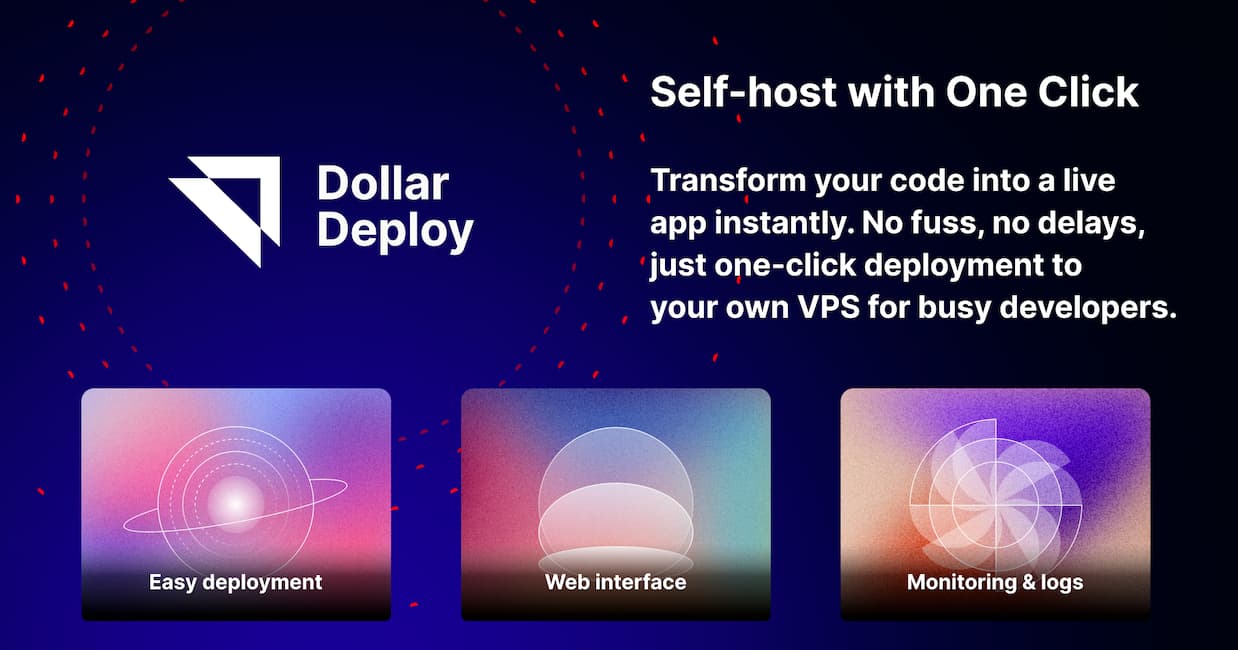 Dollar
Deploy
Self-host with One Click
Transform your code into a live
app instantly. No fuss, no delays,
just one-click deployment to
your own VPS for busy developers.
Easy deployment
Web interface
Monitoring & logs